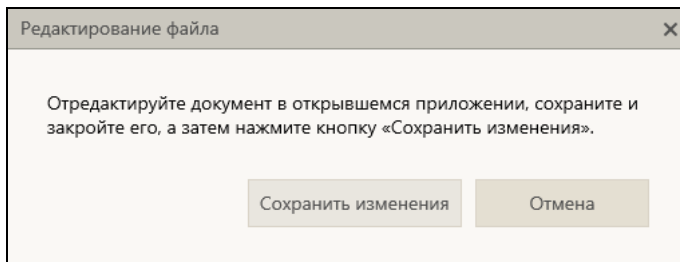 Редактирование файла
Отредактируйте документ в открывшемся приложении, сохраните и
закройте его, а затем нажмите кнопку «Сохранить изменения».
Сохранить изменения
Отмена